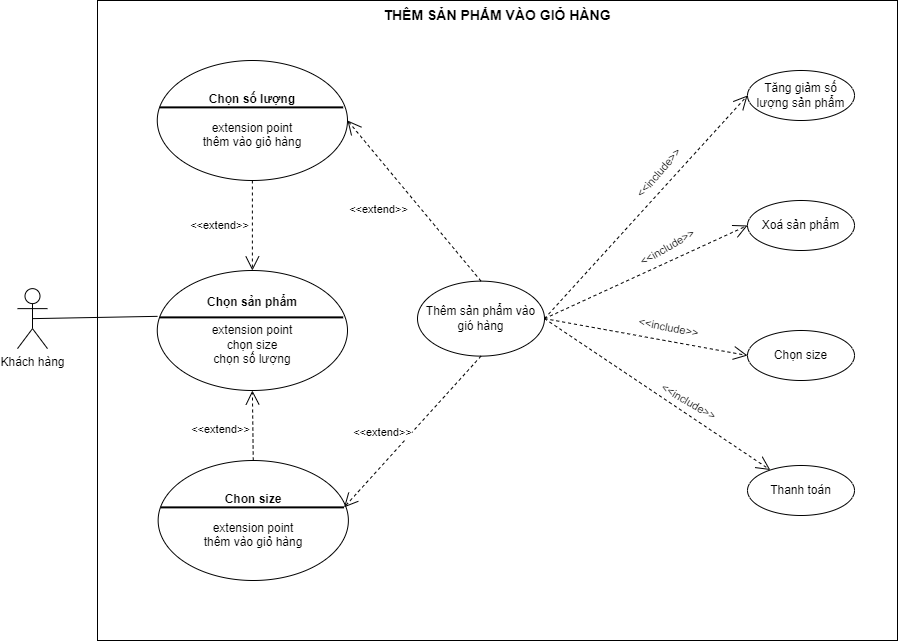 THÊM SẢN PHẨM VÀO GIỎ HÀNG
Chọn số lượng
extension point
thêm vào giỏ hàng
Tăng giảm số
lượng sản phẩm
<<include>>
<<extend>>
<<extend>>
Xoá sản phẩm
<<include>>
Chọn sản phẩm
extension point
chọn size
chọn số lượng
Thêm sản phẩm vào
giỏ hàng
<<include>>
Chọn size
Khách hàng
<<include>>
<<extend>>
<<extend>>
Chọn size
extension point
thêm vào giỏ hàng
Thanh toán